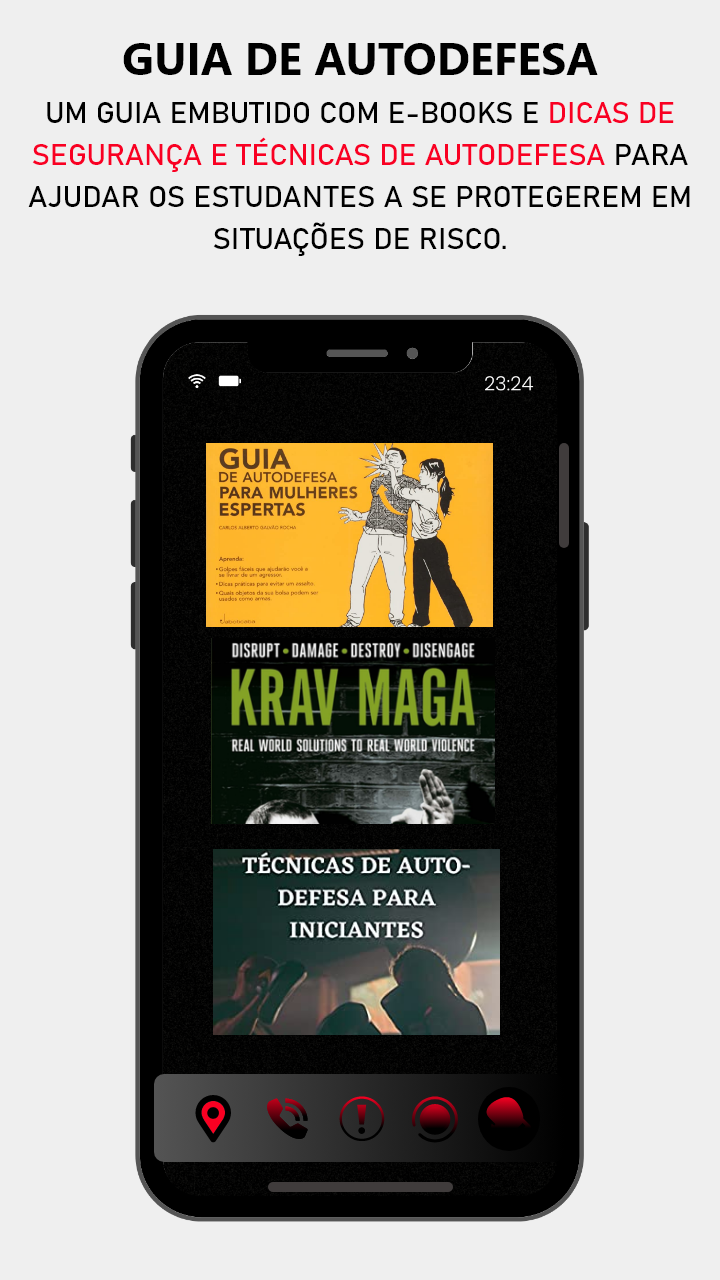 GUIA DE AUTODEFESA
UM GUIA EMBUTIDO COM E-BOOKS E DICAS DE
SEGURANÇA E TÉCNICAS DE AUTODEFESA PARA
AJUDAR OS ESTUDANTES A SE PROTEGEREM EM
SITUAÇÕES DE RISCO.
23:24
GUIA
DE AUTODEFESA
PARA MULHERES
ESPERTAS
CARLOS ALBERTO GALVÃO ROCHA
Aprenda:
• Golpes fáceis que ajudarão você a
se livrar de um agressor.
• Dicas práticas para evitar um assalto.
• Quais objetos da sua bolsa podem ser
usados como armas.
DISRUPT • DAMAGE • DESTROY • DISENGAGE
KRAV MAGA
REAL WORLD SOLUTIONS TO REAL WORLD VIOLENCE
TÉCNICAS DE AUTO-
DEFESA PARA
INICIANTES